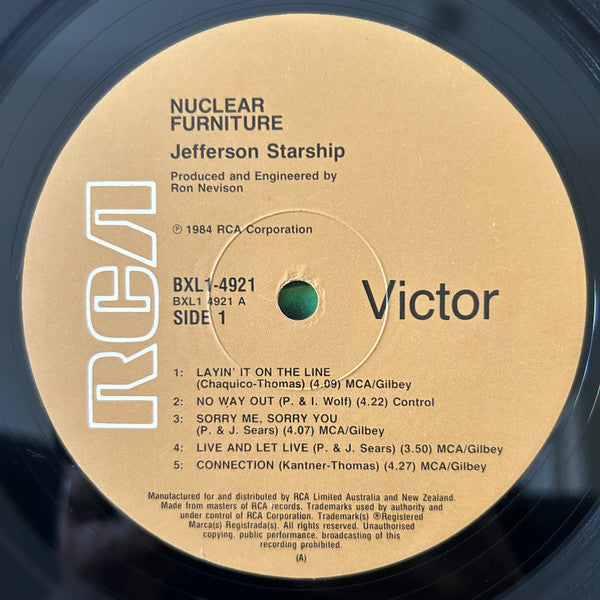 NUCLEAR
FURNITURE
Jefferson Starship
Produced and Engineered by
Ron Nevison
℗ 1984 RCA Corporation
RCA
BXL1-4921
BXL1 4921 A
SIDE 1
Victor
1: LAYIN' IT ON THE LINE
(Chaquico-Thomas) (4.09) MCA/Gilbey
2: NO WAY OUT (P. & I. Wolf) (4.22) Control
3: SORRY ME, SORRY YOU
(P. & J. Sears) (4.07) MCA/Gilbey
4: LIVE AND LET LIVE (P. & J. Sears) (3.50) MCA/Gilbey
5: CONNECTION (Kantner-Thomas) (4.27) MCA/Gilbey
Manufactured for and distributed by RCA Limited Australia and New Zealand.
Made from masters of RCA records. Trademarks used by authority and
under control of RCA Corporation. Trademark(s) ®Registered
Marca(s) Registrada(s). All rights reserved. Unauthorised
copying, public performance, broadcasting of this
recording prohibited.
(A)